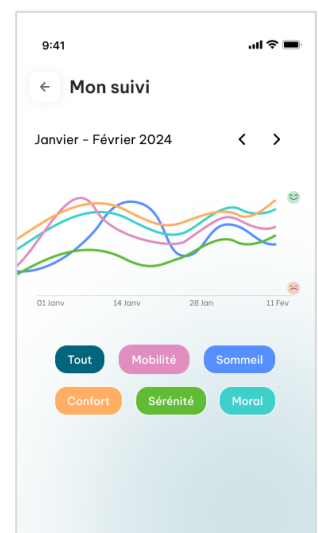 9:41
Mon suivi
Janvier - Février 2024
01 Janv 14 Janv 28 Jan 11 Fev
Tout Mobilité Sommeil
Confort Sérénité Moral